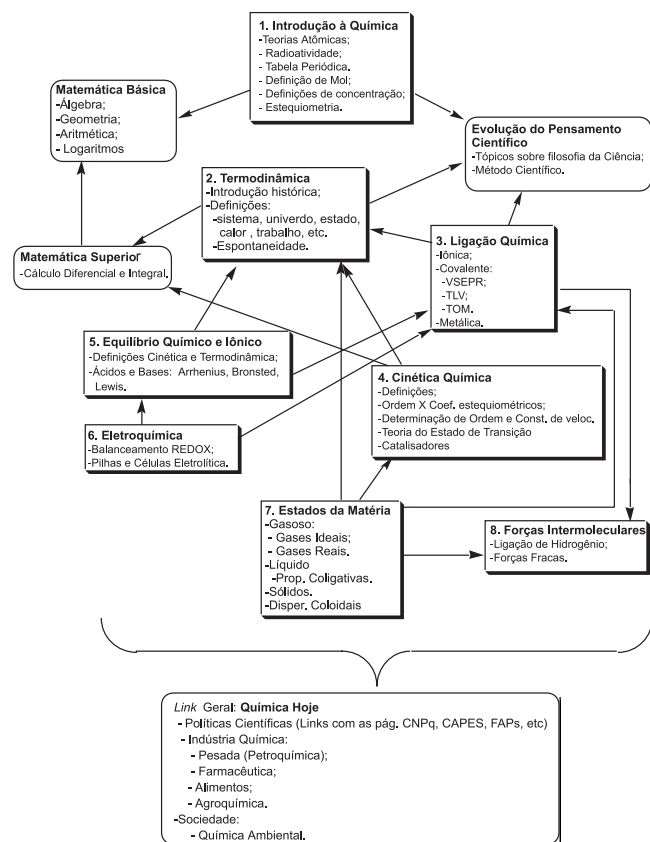 1. Introdução à Química
-Teorias Atômicas;
- Radioatividade;
- Tabela Periódica.
- Definição de Mol;
- Definições de concentração;
- Estequiometria.
Matemática Básica
-Álgebra;
-Geometria;
-Aritmética;
- Logaritmos
Evolução do Pensamento
Científico
-Tópicos sobre filosofia da Ciência;
-Método Científico.
2. Termodinâmica
-Introdução histórica;
-Definições:
-sistema, univerdo, estado,
calor , trabalho, etc.
-Espontaneidade.
3. Ligação Química
-Iônica;
-Covalente:
-VSEPR;
-TLV;
-TOM.
-Metálica.
Matemática Superior
-Cálculo Diferencial e Integral.
5. Equilíbrio Químico e Iônico
-Definições Cinética e Termodinâmica;
-Ácidos e Bases: Arrhenius, Bronsted,
Lewis.
4. Cinética Química
-Definições;
-Ordem X Coef. estequiométricos;
-Determinação de Ordem e Const. de veloc.
-Teoria do Estado de Transição
-Catalisadores
6. Eletroquímica
-Balanceamento REDOX;
-Pilhas e Células Eletrolítica.
7. Estados da Matéria
-Gasoso:
- Gases Ideais;
- Gases Reais.
-Líquido
-Prop. Coligativas.
-Sólidos.
-Disper. Coloidais
8. Forças Intermoleculares
-Ligação de Hidrogênio;
-Forças Fracas.
Link Geral: Química Hoje
- Políticas Científicas (Links com as pág. CNPq, CAPES, FAPs, etc)
- Indústria Química:
- Pesada (Petroquímica);
- Farmacêutica;
- Alimentos;
- Agroquímica.
-Sociedade:
- Química Ambiental.